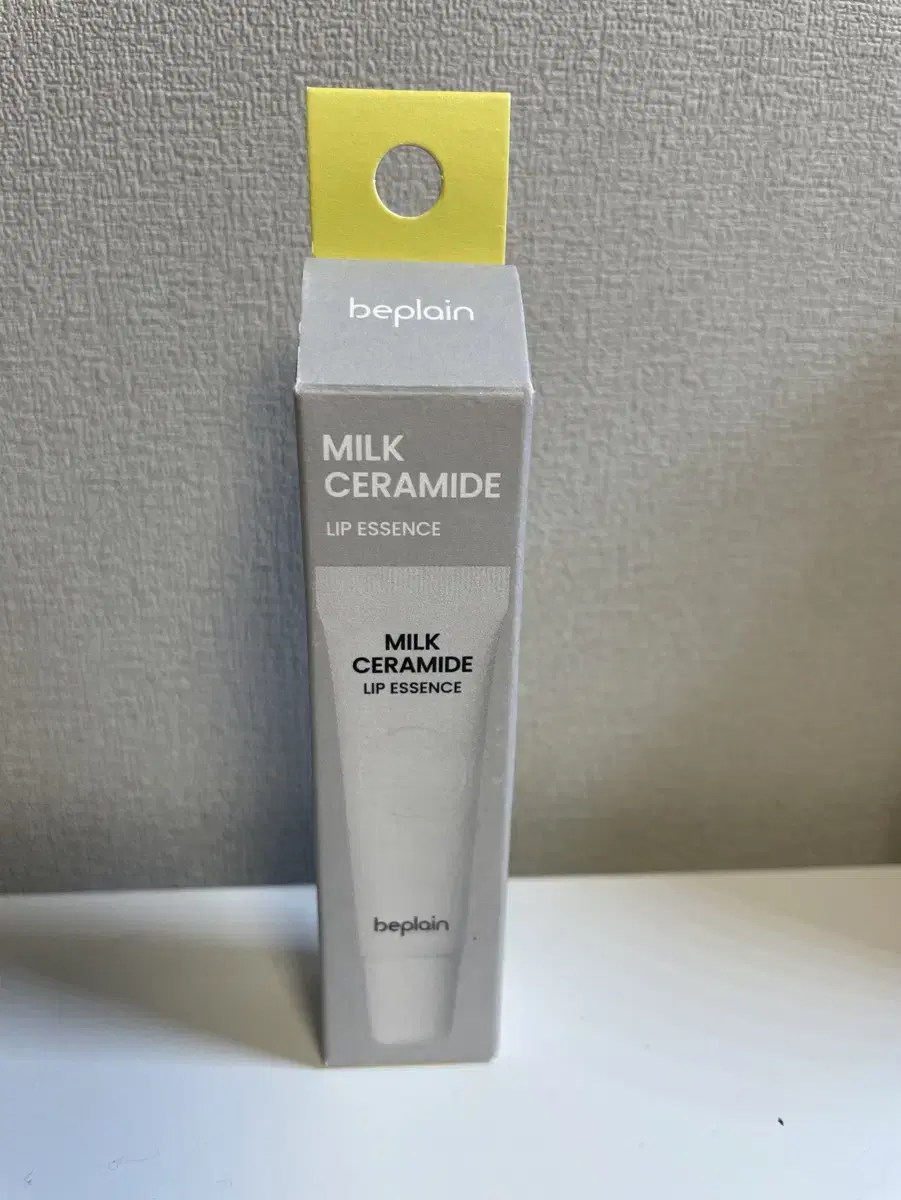 beplain
MILK
CERAMIDE
LIP ESSENCE
MILK
CERAMIDE
LIP ESSENCE
beplain